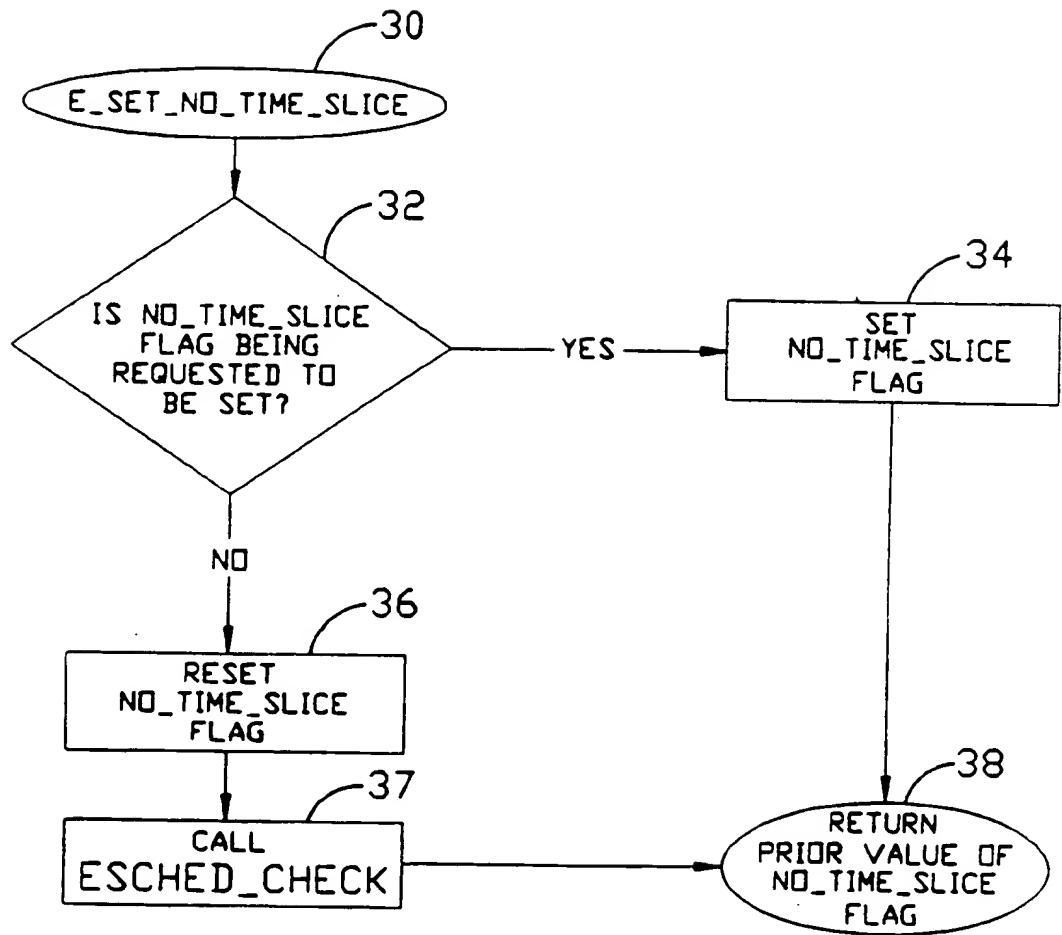 30
E_SET_NO_TIME_SLICE
32
IS NO_TIME_SLICE
FLAG BEING
REQUESTED TO
BE SET?
YES
34
SET
NO_TIME_SLICE
FLAG
NO
36
RESET
NO_TIME_SLICE
FLAG
37
CALL
ESCHED_CHECK
38
RETURN
PRIOR VALUE OF
NO_TIME_SLICE
FLAG